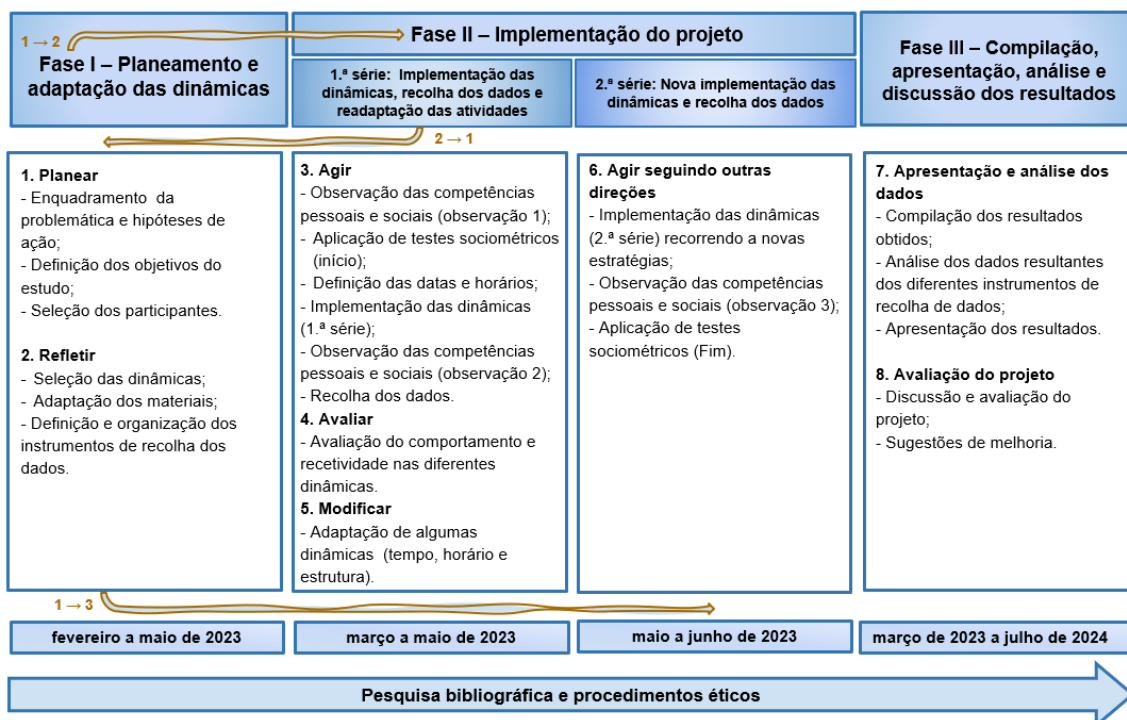 1 → 2
Fase I – Planeamento e
adaptação das dinâmicas
Fase II – Implementação do projeto
1.ª série: Implementação das
dinâmicas, recolha dos dados e
readaptação das atividades
2.ª série: Nova implementação das
dinâmicas e recolha dos dados
Fase III – Compilação,
apresentação, análise e
discussão dos resultados
2 → 1
1. Planear
- Enquadramento da
problemática e hipóteses de
ação;
- Definição dos objetivos do
estudo;
- Seleção dos participantes.
2. Refletir
- Seleção das dinâmicas;
- Adaptação dos materiais;
- Definição e organização dos
instrumentos de recolha dos
dados.
3. Agir
- Observação das competências
pessoais e sociais (observação 1);
- Aplicação de testes sociométricos
(início);
- Definição das datas e horários;
- Implementação das dinâmicas
(1.ª série);
- Observação das competências
pessoais e sociais (observação 2);
- Recolha dos dados.
4. Avaliar
- Avaliação do comportamento e
recetividade nas diferentes
dinâmicas.
5. Modificar
- Adaptação de algumas
dinâmicas (tempo, horário e
estrutura).
6. Agir seguindo outras
direções
- Implementação das dinâmicas
(2.ª série) recorrendo a novas
estratégias;
- Observação das competências
pessoais e sociais (observação 3);
- Aplicação de testes
sociométricos (Fim).
7. Apresentação e análise dos
dados
- Compilação dos resultados
obtidos;
- Análise dos dados resultantes
dos diferentes instrumentos de
recolha de dados;
- Apresentação dos resultados.
8. Avaliação do projeto
- Discussão e avaliação do
projeto;
- Sugestões de melhoria.
1 → 3
fevereiro a maio de 2023
março a maio de 2023
maio a junho de 2023
março de 2023 a julho de 2024
Pesquisa bibliográfica e procedimentos éticos